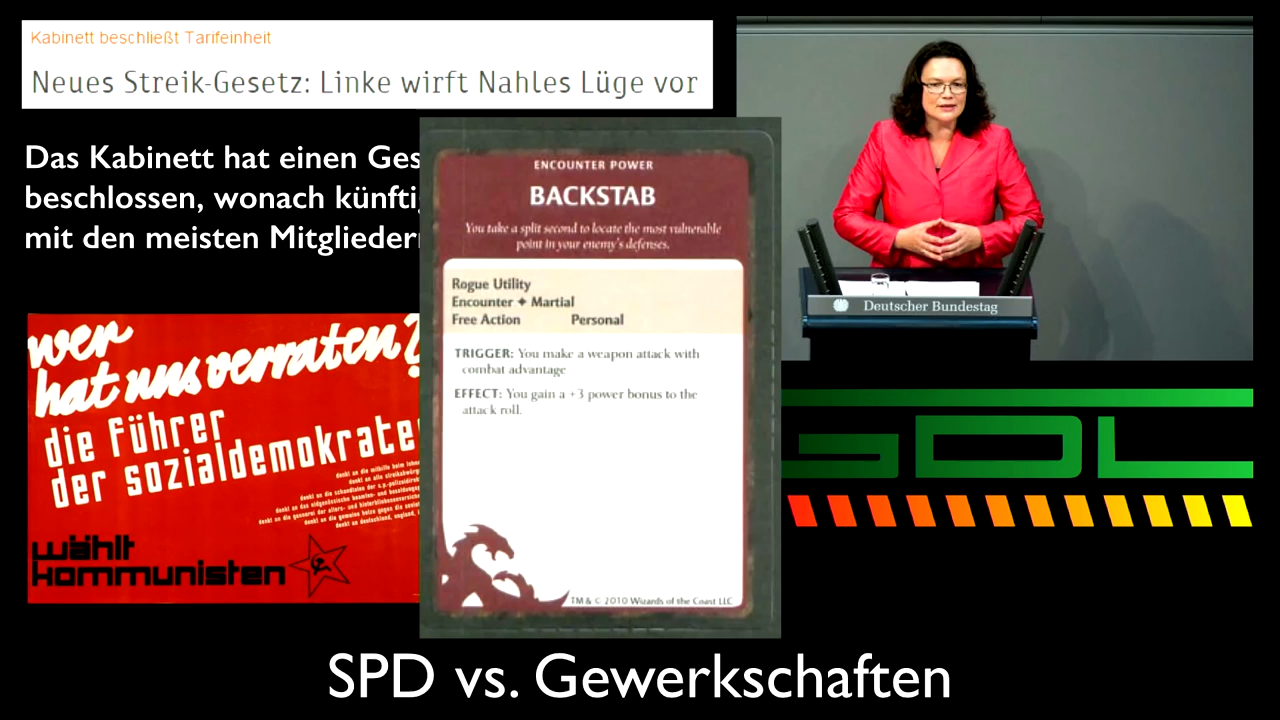 Kabinett beschließt Tarifeinheit
Neues Streik-Gesetz: Linke wirft Nahles Lüge vor
Das Kabinett hat einen Ges
beschlossen, wonach künftig
mit den meisten Mitgliedern
ENCOUNTER POWER
BACKSTAB
You take a split second to locate the most vulnerable
point in your enemy's defenses.
Rogue Utility
Encounter ✦ Martial
Free Action Personal
TRIGGER: You make a weapon attack with
combat advantage
EFFECT: You gain a +3 power bonus to the
attack roll.
TM & © 2010 Wizards of the Coast LLC
Deutscher Bundestag
wer
hat uns verraten?
die führer
der sozialdemokraten
wählt
kommunisten
GDL
SPD vs. Gewerkschaften